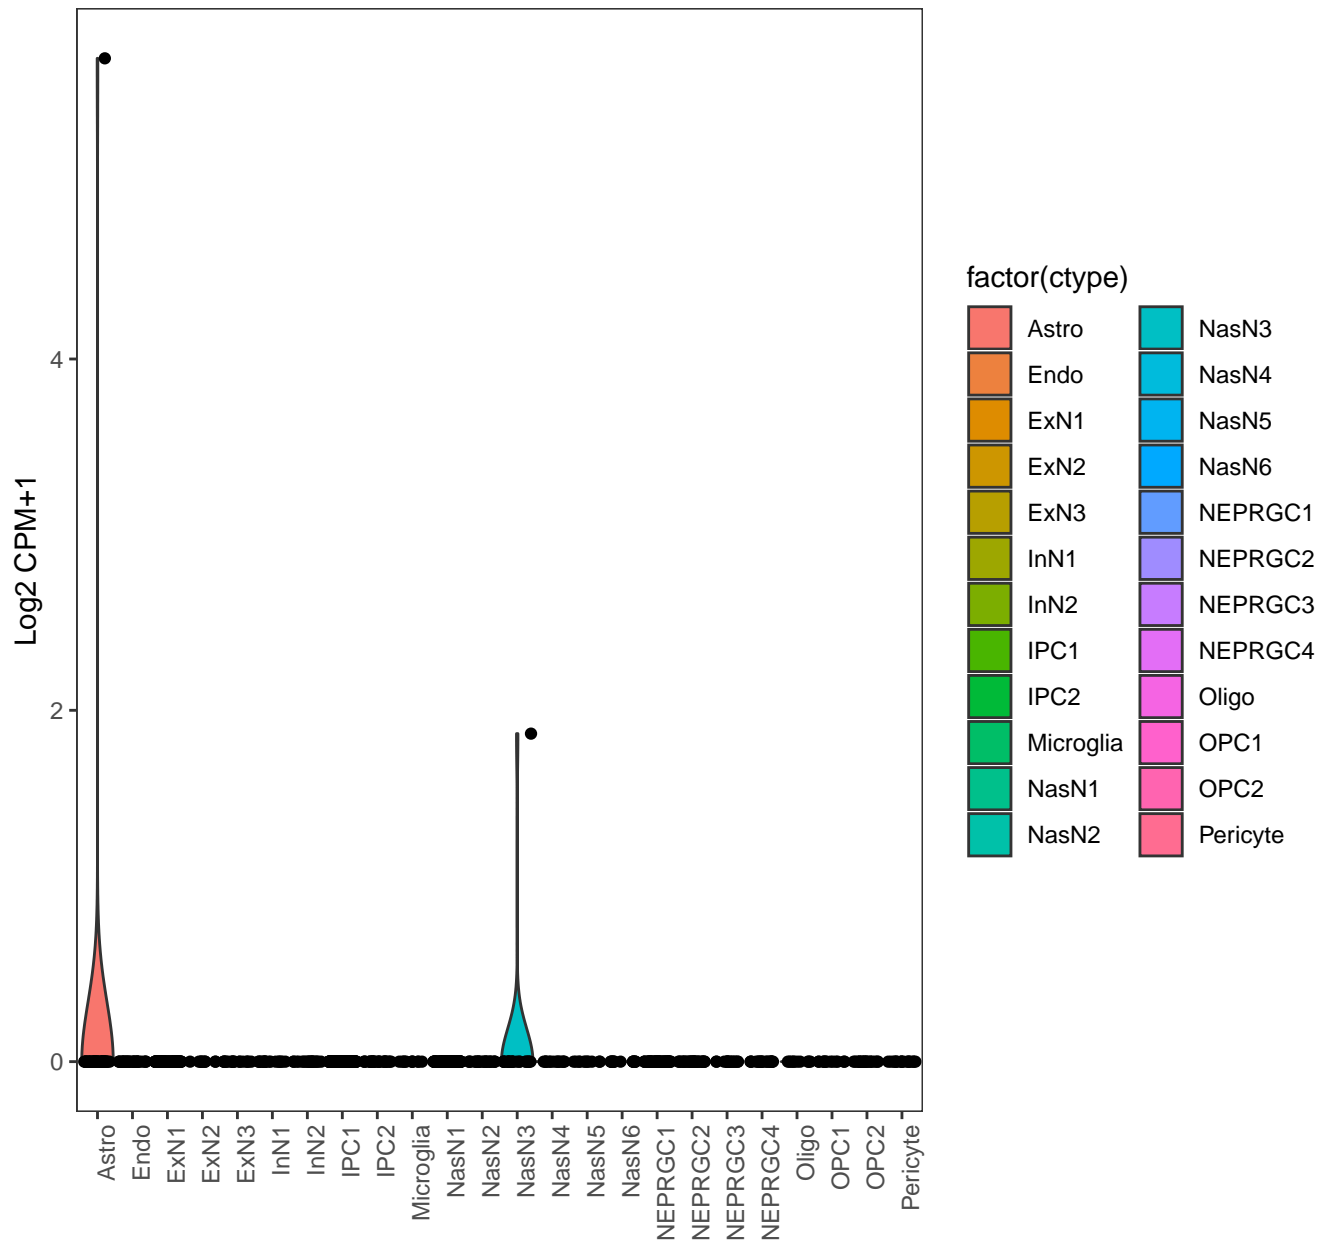 Log2 CPM+1
4
2
0
Astro
Endo
ExN1
ExN2
ExN3
InN1
InN2
IPC1
IPC2
Microglia
NasN1
NasN2
NasN3
NasN4
NasN5
NasN6
NEPRGC1
NEPRGC2
NEPRGC3
NEPRGC4
Oligo
OPC1
OPC2
Pericyte
factor(ctype)
Astro
Endo
ExN1
ExN2
ExN3
InN1
InN2
IPC1
IPC2
Microglia
NasN1
NasN2
NasN3
NasN4
NasN5
NasN6
NEPRGC1
NEPRGC2
NEPRGC3
NEPRGC4
Oligo
OPC1
OPC2
Pericyte